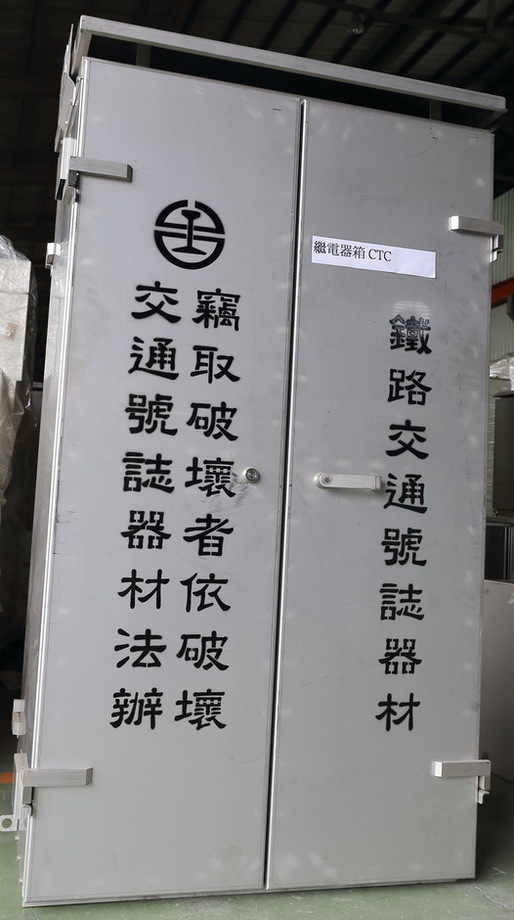 繼電器箱 CTC
鐵路交通號誌器材
竊取破壞者依破壞
交通號誌器材法辦